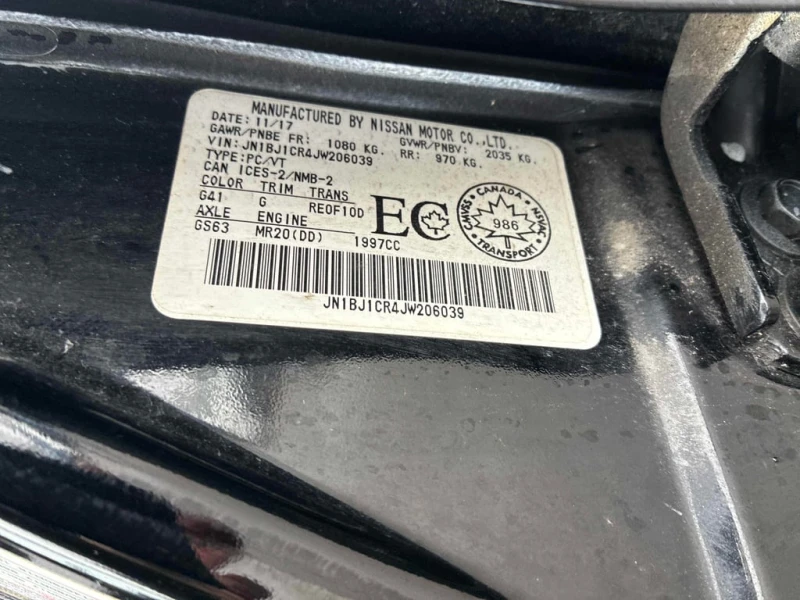 MANUFACTURED BY NISSAN MOTOR CO.,LTD.
DATE: 11/17 GVWR/PNBV: 2035 KG.
GAWR/PNBE FR: 1080 KG. RR: 970 KG.
VIN: JN1BJ1CR4JW206039
TYPE: PC/VT
CAN ICES-2/NMB-2
COLOR TRIM TRANS
G41 G RE0F10D
AXLE ENGINE
GS63 MR20(DD) 1997CC
EC
CANADA
CMVSS 986 NSVAC
TRANSPORT
JN1BJ1CR4JW206039